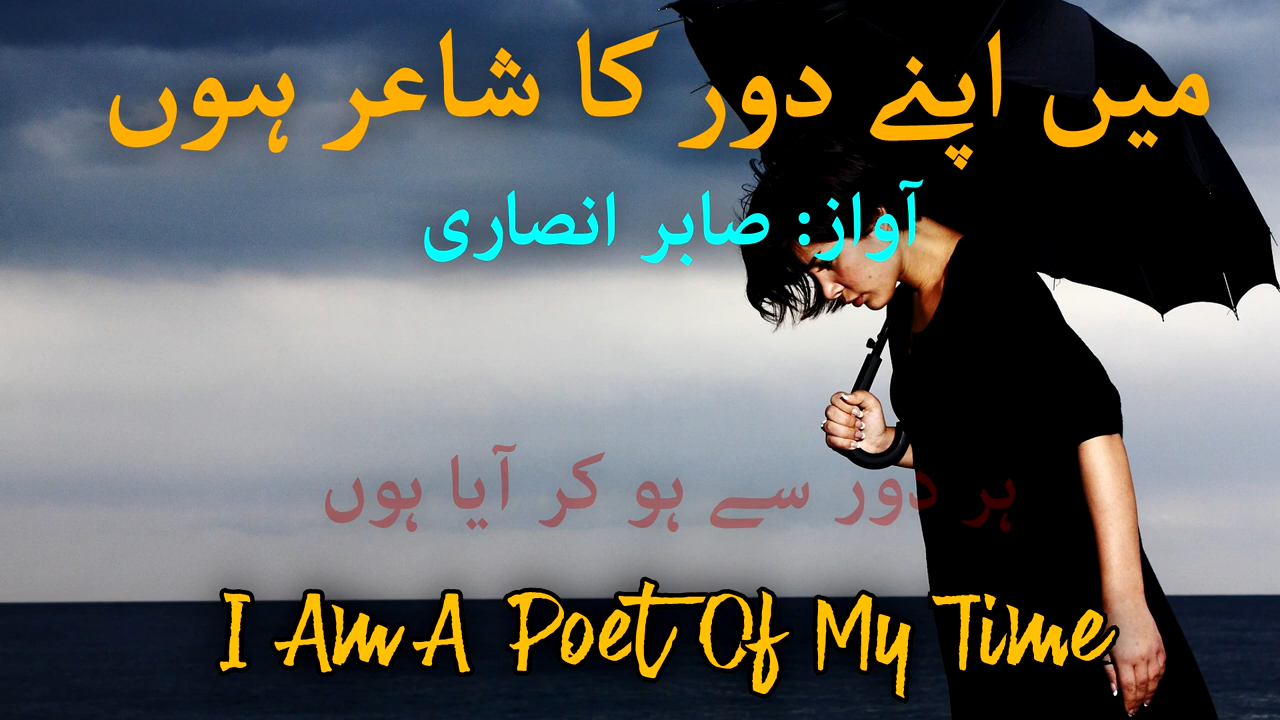 میں اپنے دور کا شاعر ہوں
آواز: صابر انصاری
ہر دور سے ہو کر آیا ہوں
I Am A Poet Of My Time